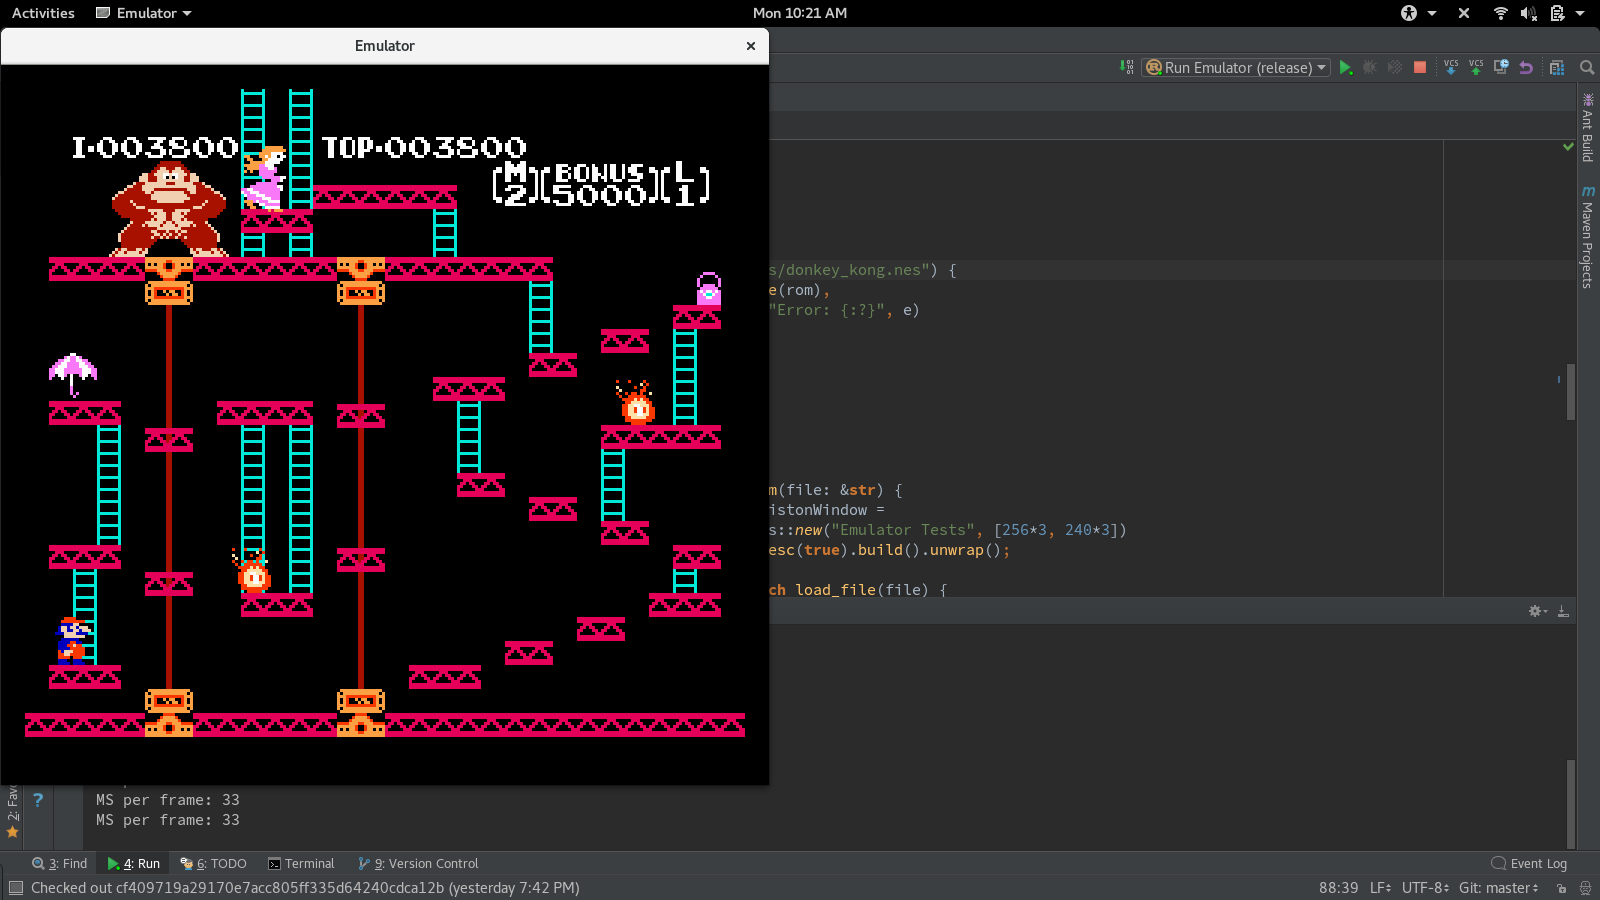 Activities Emulator Mon 10:21 AM
Emulator
Run Emulator (release) VCS VCS
I-003800 TOP-003800
M BONUS L
2 5000 1
Ant Build
Maven Projects
s/donkey_kong.nes") {
e(rom),
"Error: {:?}", e)
m(file: &str) {
istonWindow =
s::new("Emulator Tests", [256*3, 240*3])
esc(true).build().unwrap();
ch load_file(file) {
2: Fav
MS per frame: 33
MS per frame: 33
3: Find 4: Run 6: TODO Terminal 9: Version Control Event Log
Checked out cf409719a29170e7acc805ff335d64240cdca12b (yesterday 7:42 PM) 88:39 LF UTF-8 Git: master